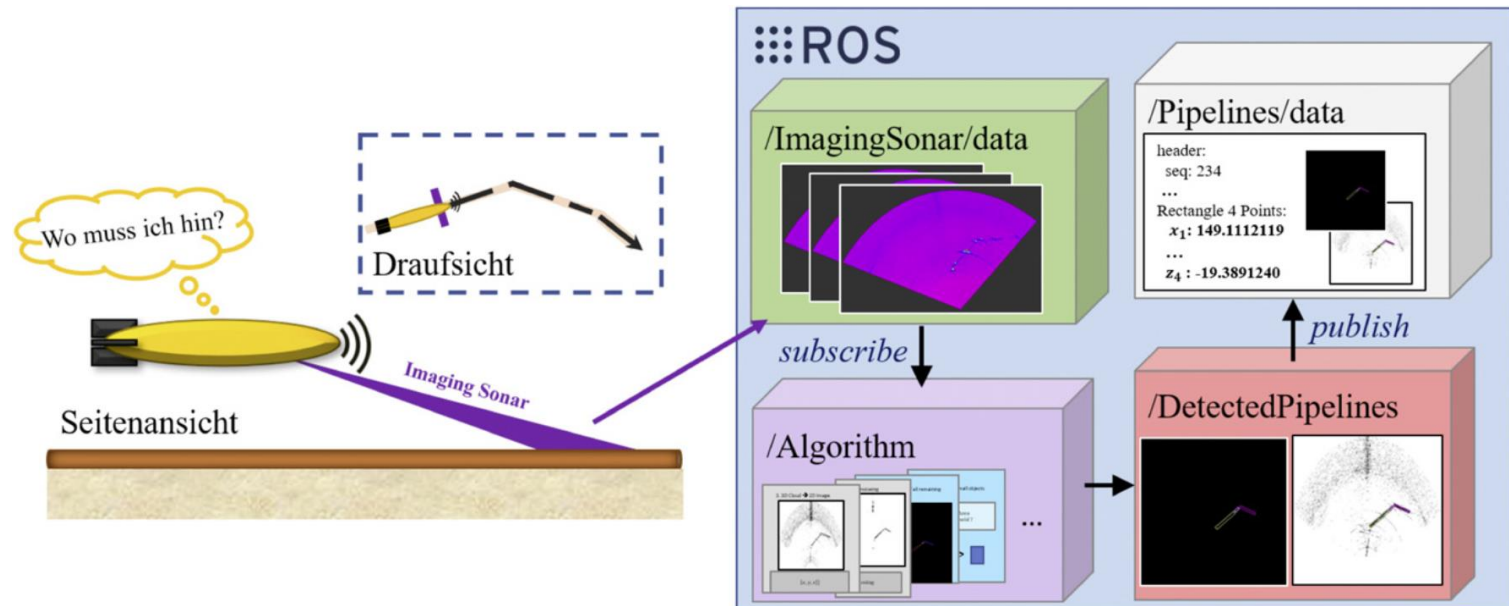 Wo muss ich hin?
Draufsicht
Imaging Sonar
Seitenansicht
ROS
/ImagingSonar/data
subscribe
/Algorithm
...
/DetectedPipelines
publish
/Pipelines/data
header:
seq: 234
...
Rectangle 4 Points:
x₁: 149.1112119
...
z₄ : -19.3891240